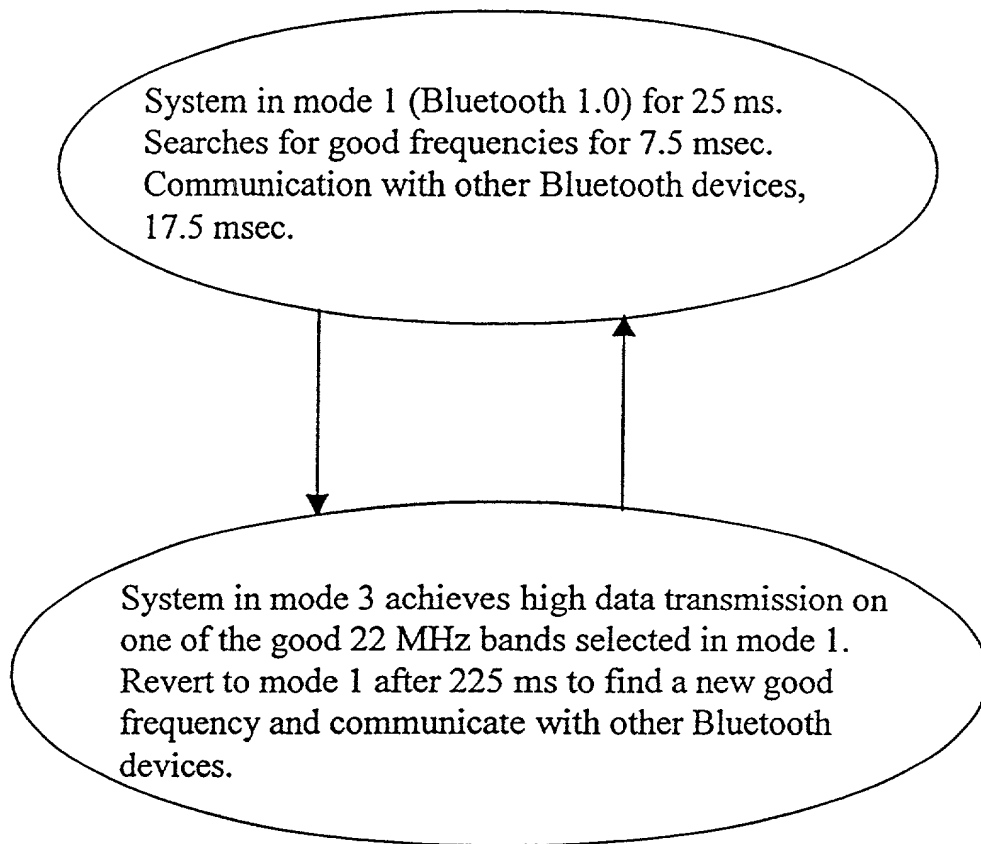 System in mode 1 (Bluetooth 1.0) for 25 ms.
Searches for good frequencies for 7.5 msec.
Communication with other Bluetooth devices,
17.5 msec.
System in mode 3 achieves high data transmission on
one of the good 22 MHz bands selected in mode 1.
Revert to mode 1 after 225 ms to find a new good
frequency and communicate with other Bluetooth
devices.